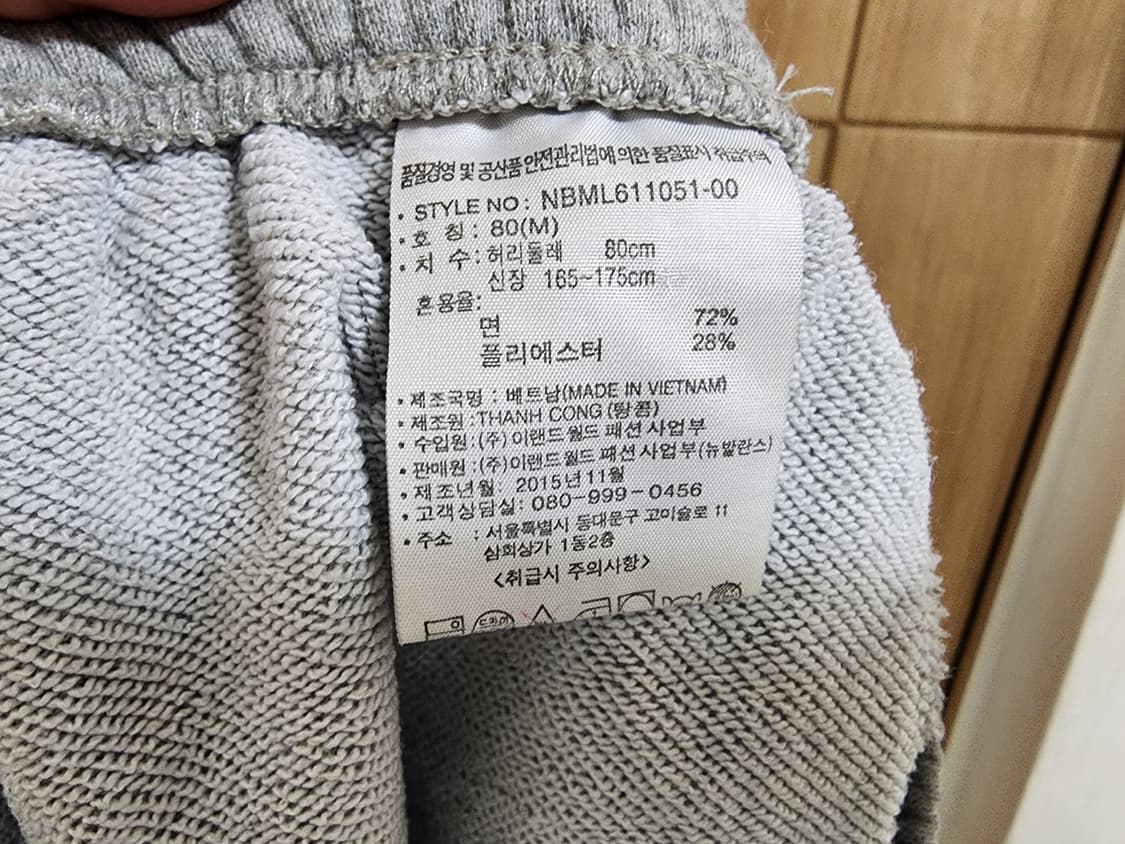 품질경영 및 공산품안전관리법에 의한 품질표시 취급주의
• STYLE NO : NBML611051-00
• 호 칭 : 80(M)
• 치 수 : 허리둘레 80cm
신장 165~175cm
혼용율:
면 72%
폴리에스터 28%
• 제조국명 : 베트남(MADE IN VIETNAM)
• 제조원 : THANH CONG (탕콩)
• 수입원 : (주)이랜드월드 패션사업부
• 판매원 : (주)이랜드월드 패션사업부(뉴발란스)
• 제조년월: 2015년 11월
• 고객상담실: 080-999-0456
• 주소 : 서울특별시 동대문구 고미술로 11
삼희상가 1동2층
<취급시 주의사항>
드라이